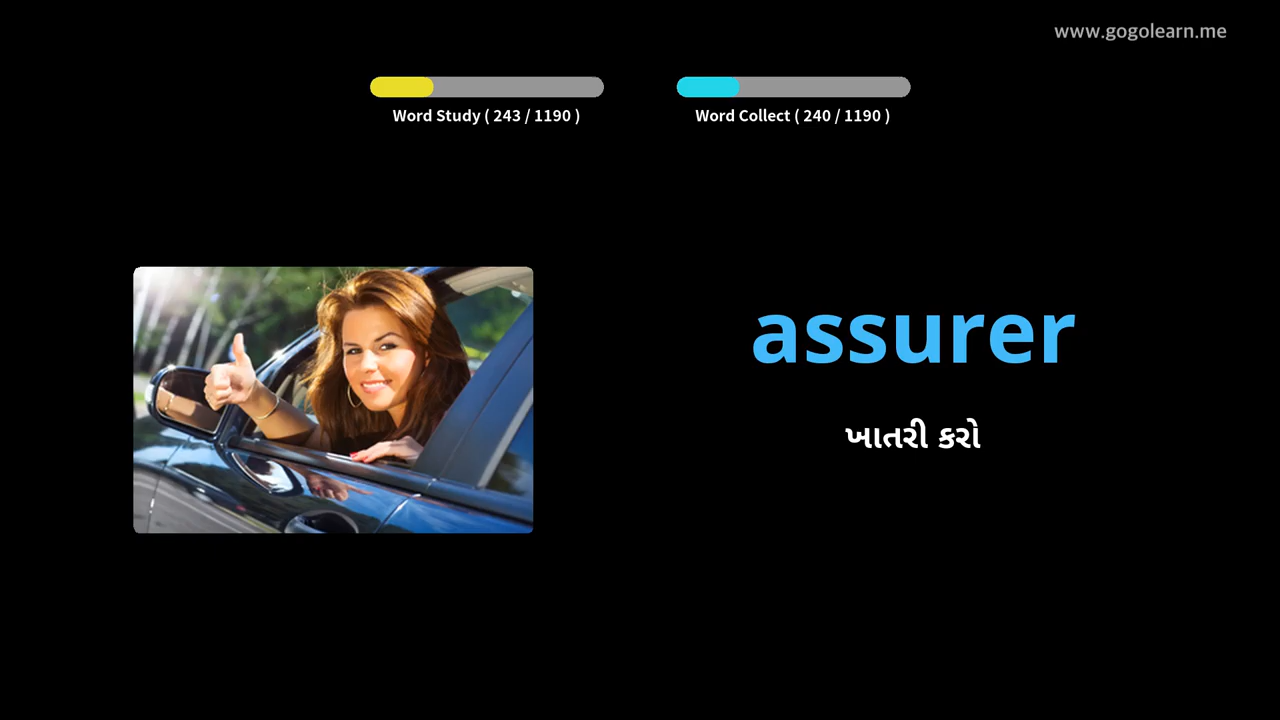 www.gogolearn.me
Word Study ( 243 / 1190 )
Word Collect ( 240 / 1190 )
assurer
ખાતરી કરો